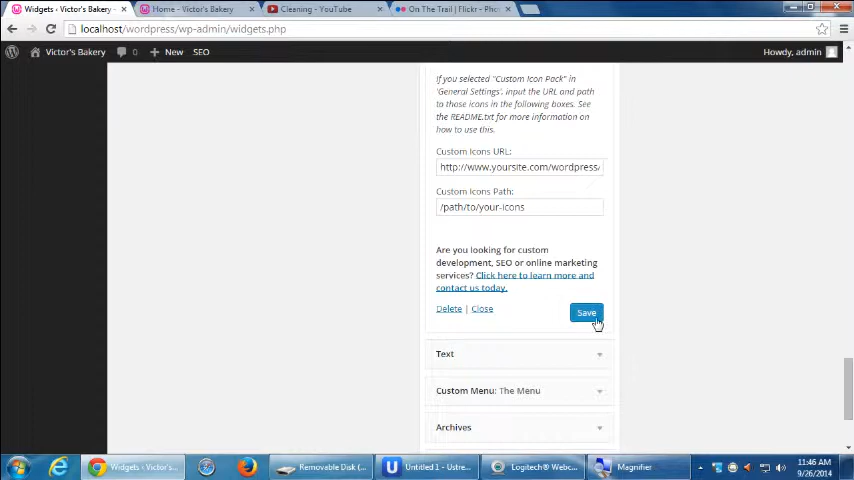 Widgets ‹ Victor's Bakery
Home - Victor's Bakery
Cleaning - YouTube
On The Trail | Flickr - Phot
localhost/wordpress/wp-admin/widgets.php
Victor's Bakery
0
New
SEO
Howdy, admin
If you selected "Custom Icon Pack" in
'General Settings'. input the URL and path
to those icons in the following boxes. See
the README.txt for more information on
how to use this.
Custom Icons URL:
http://www.yoursite.com/wordpress/
Custom Icons Path:
/path/to/your-icons
Are you looking for custom
development, SEO or online marketing
services? Click here to learn more and
contact us today.
Delete | Close
Save
Text
Custom Menu: The Menu
Archives
Widgets ‹ Victor's...
Removable Disk (...
Untitled 1 - Ustre...
Logitech® Webc...
Magnifier
11:46 AM
9/26/2014